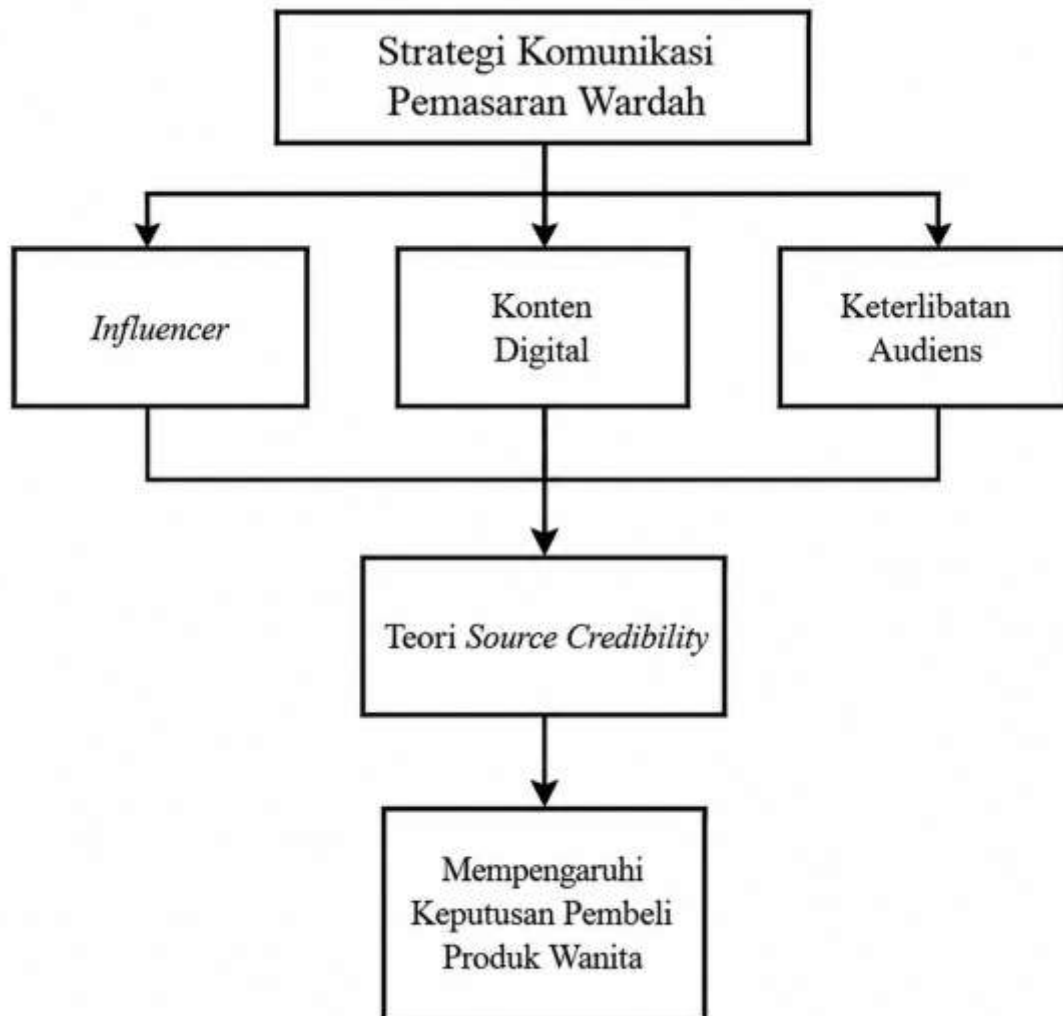 Strategi Komunikasi
Pemasaran Wardah
Influencer
Konten
Digital
Keterlibatan
Audiens
Teori Source Credibility
Mempengaruhi
Keputusan Pembeli
Produk Wanita